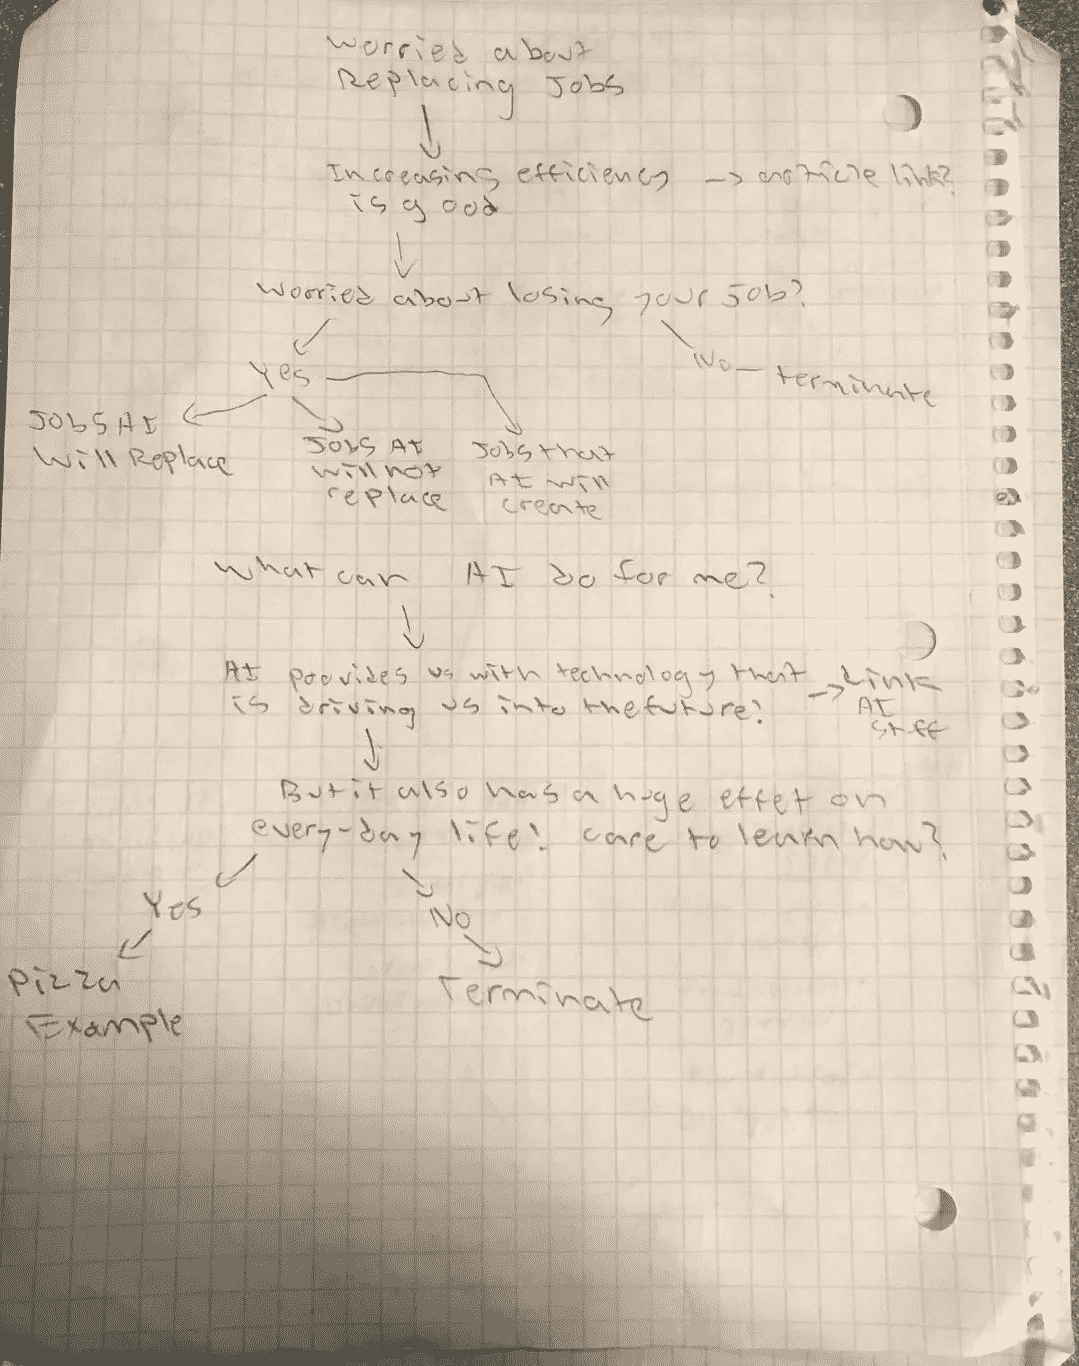 Worried about
Replacing Jobs
Increasing efficiency → article link?
is good
Worried about losing your job?
Yes
No — terminate
Jobs AI
Will Replace
Jobs AI
will not
replace
Jobs that
AI will
create
What can AI do for me?
AI provides us with technology that → Link
is driving us into the future!
AI
stff
But it also has a huge effet on
every-day life! care to learn how?
Yes
No
Pizza
Example
Terminate